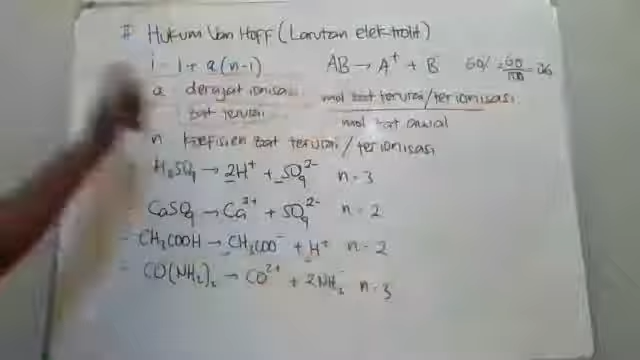 # Hukum Van Hoff (Larutan elektrolit)
i = 1 + α (n-1) AB → A⁺ + B⁻ 60% = 60/100 = 0,6
α derajat ionisasi mol zat terurai/terionisasi
zat terurai mol zat awal
n koefisien zat terurai/terionisasi
- H₂SO₄ → 2H⁺ + SO₄²⁻ n = 3
- CaSO₄ → Ca²⁺ + SO₄²⁻ n = 2
- CH₃COOH → CH₃COO⁻ + H⁺ n = 2
- CO(NH₂)₂ → CO²⁺ + 2NH₂⁻ n = 3